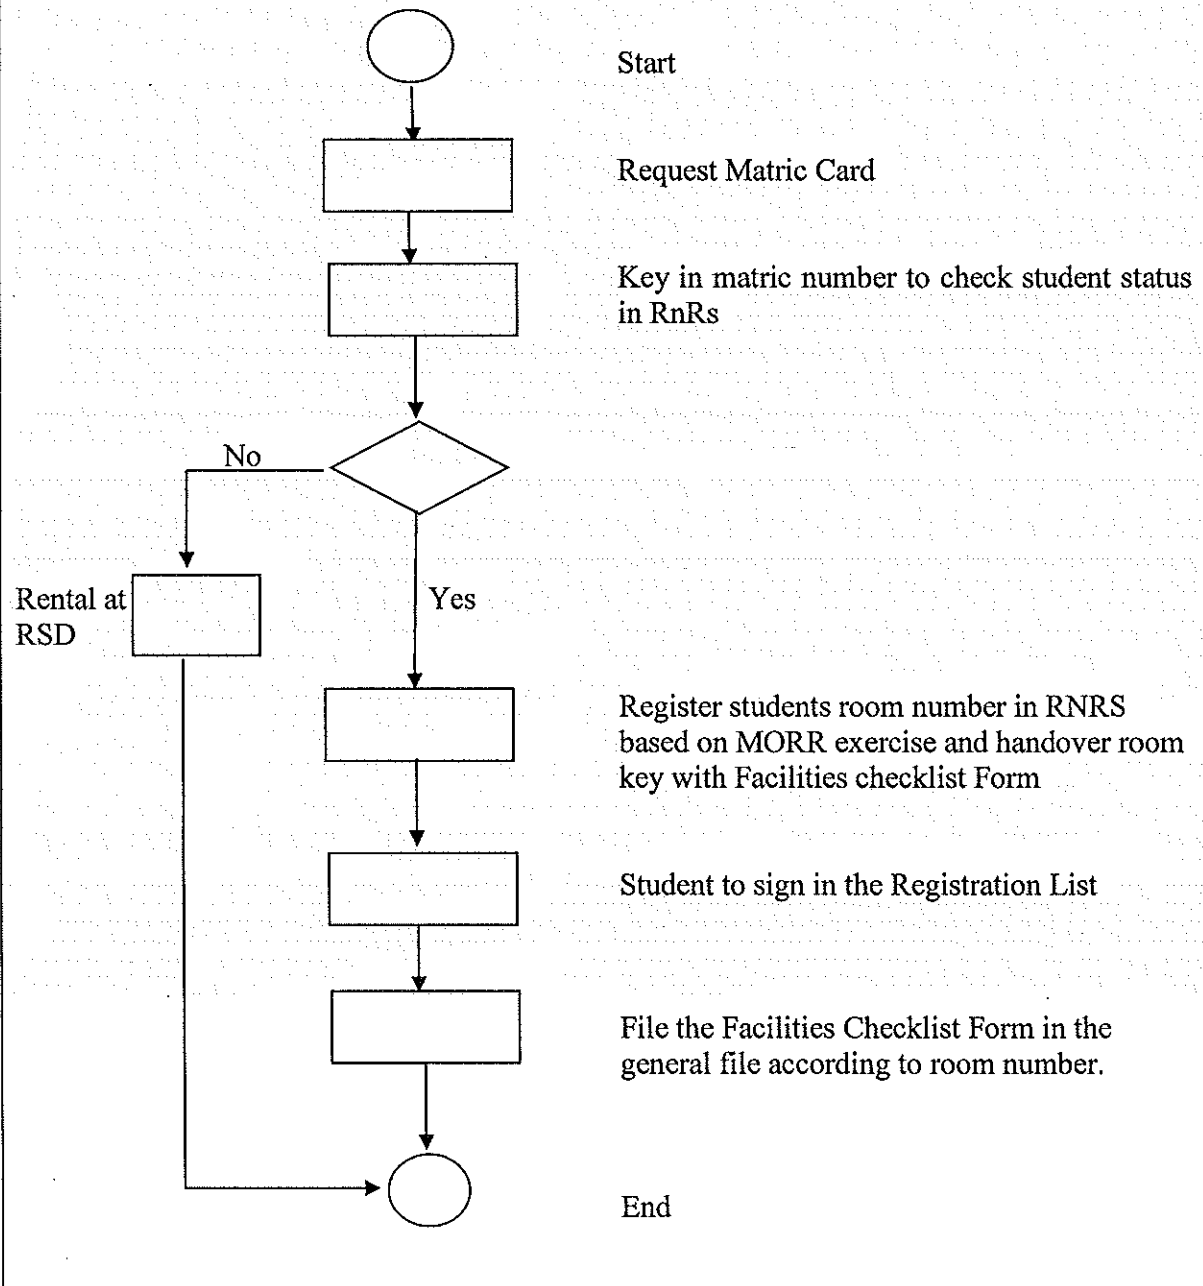 Start
Request Matric Card
Key in matric number to check student status
in RnRs
No
Rental at
RSD
Yes
Register students room number in RNRS
based on MORR exercise and handover room
key with Facilities checklist Form
Student to sign in the Registration List
File the Facilities Checklist Form in the
general file according to room number.
End